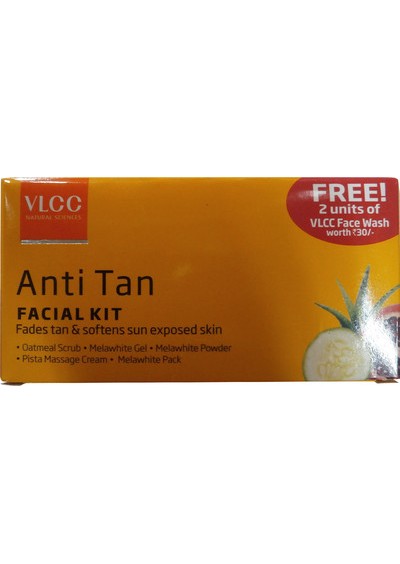 VLCC
NATURAL SCIENCES
FREE!
2 units of
VLCC Face Wash
worth ₹30/-
Anti Tan
FACIAL KIT
Fades tan & softens sun exposed skin
• Oatmeal Scrub • Melawhite Gel • Melawhite Powder
• Pista Massage Cream • Melawhite Pack